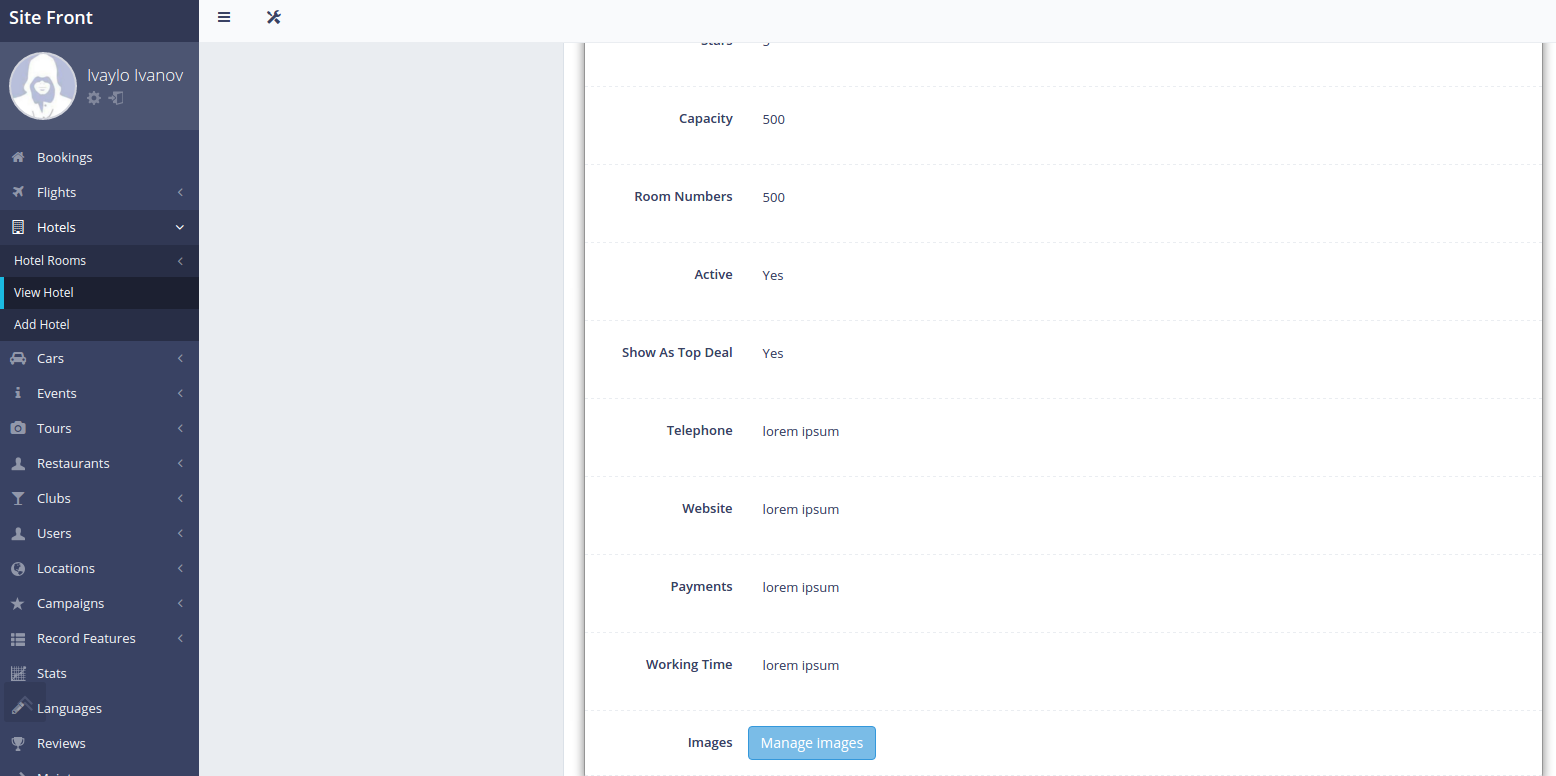 Site Front
Ivaylo Ivanov
Bookings
Flights
Hotels
Hotel Rooms
View Hotel
Add Hotel
Cars
Events
Tours
Restaurants
Clubs
Users
Locations
Campaigns
Record Features
Stats
Languages
Reviews
Stars
Capacity 500
Room Numbers 500
Active Yes
Show As Top Deal Yes
Telephone lorem ipsum
Website lorem ipsum
Payments lorem ipsum
Working Time lorem ipsum
Images Manage Images